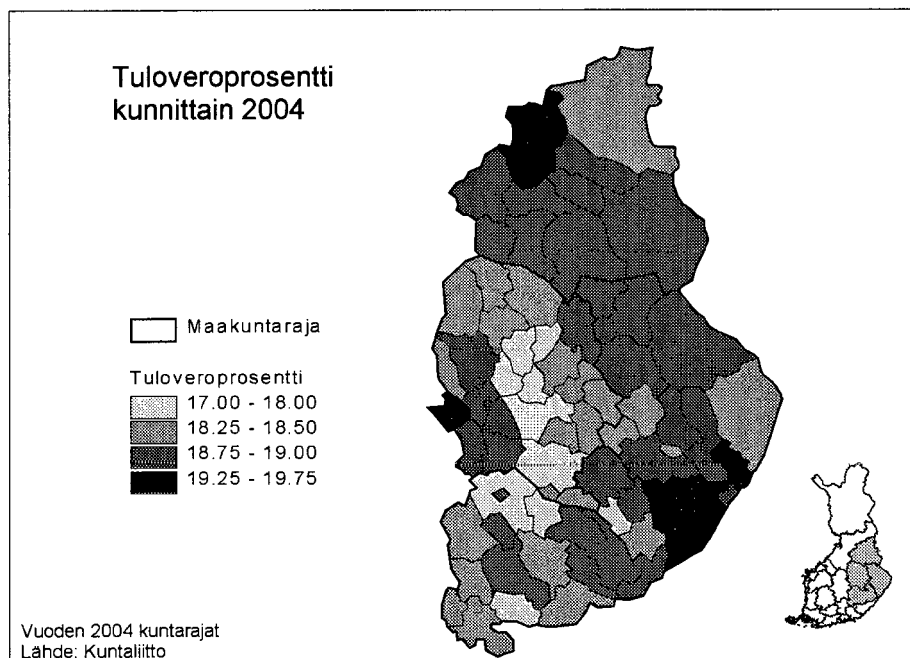 Tuloveroprosentti
kunnittain 2004
Maakuntaraja
Tuloveroprosentti
17.00 - 18.00
18.25 - 18.50
18.75 - 19.00
19.25 - 19.75
Vuoden 2004 kuntarajat
Lähde: Kuntaliitto